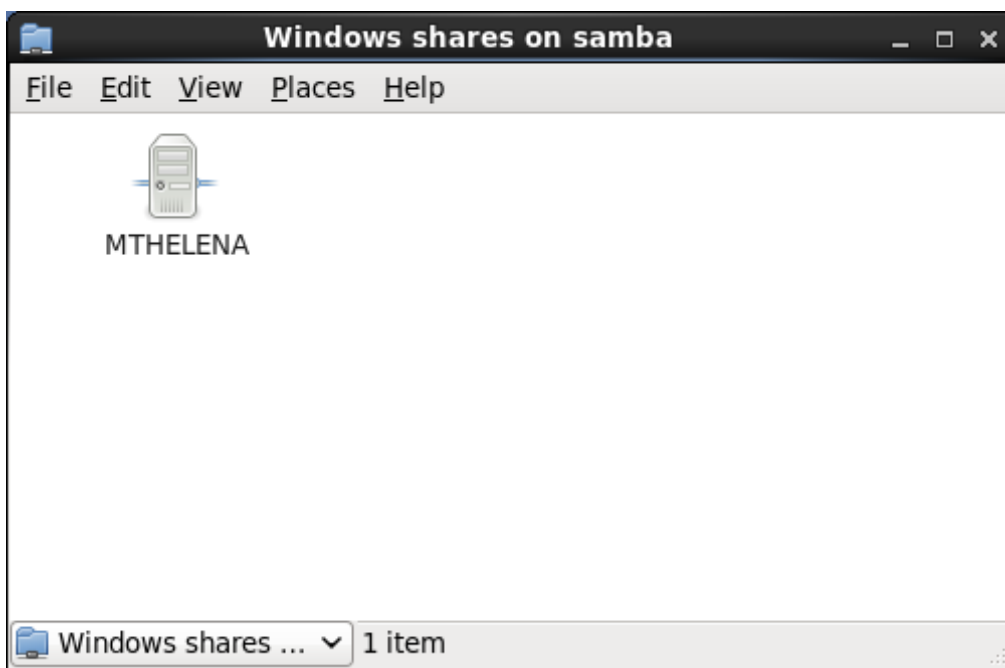 Windows shares on samba
File Edit View Places Help
MTHELENA
Windows shares ... 1 item